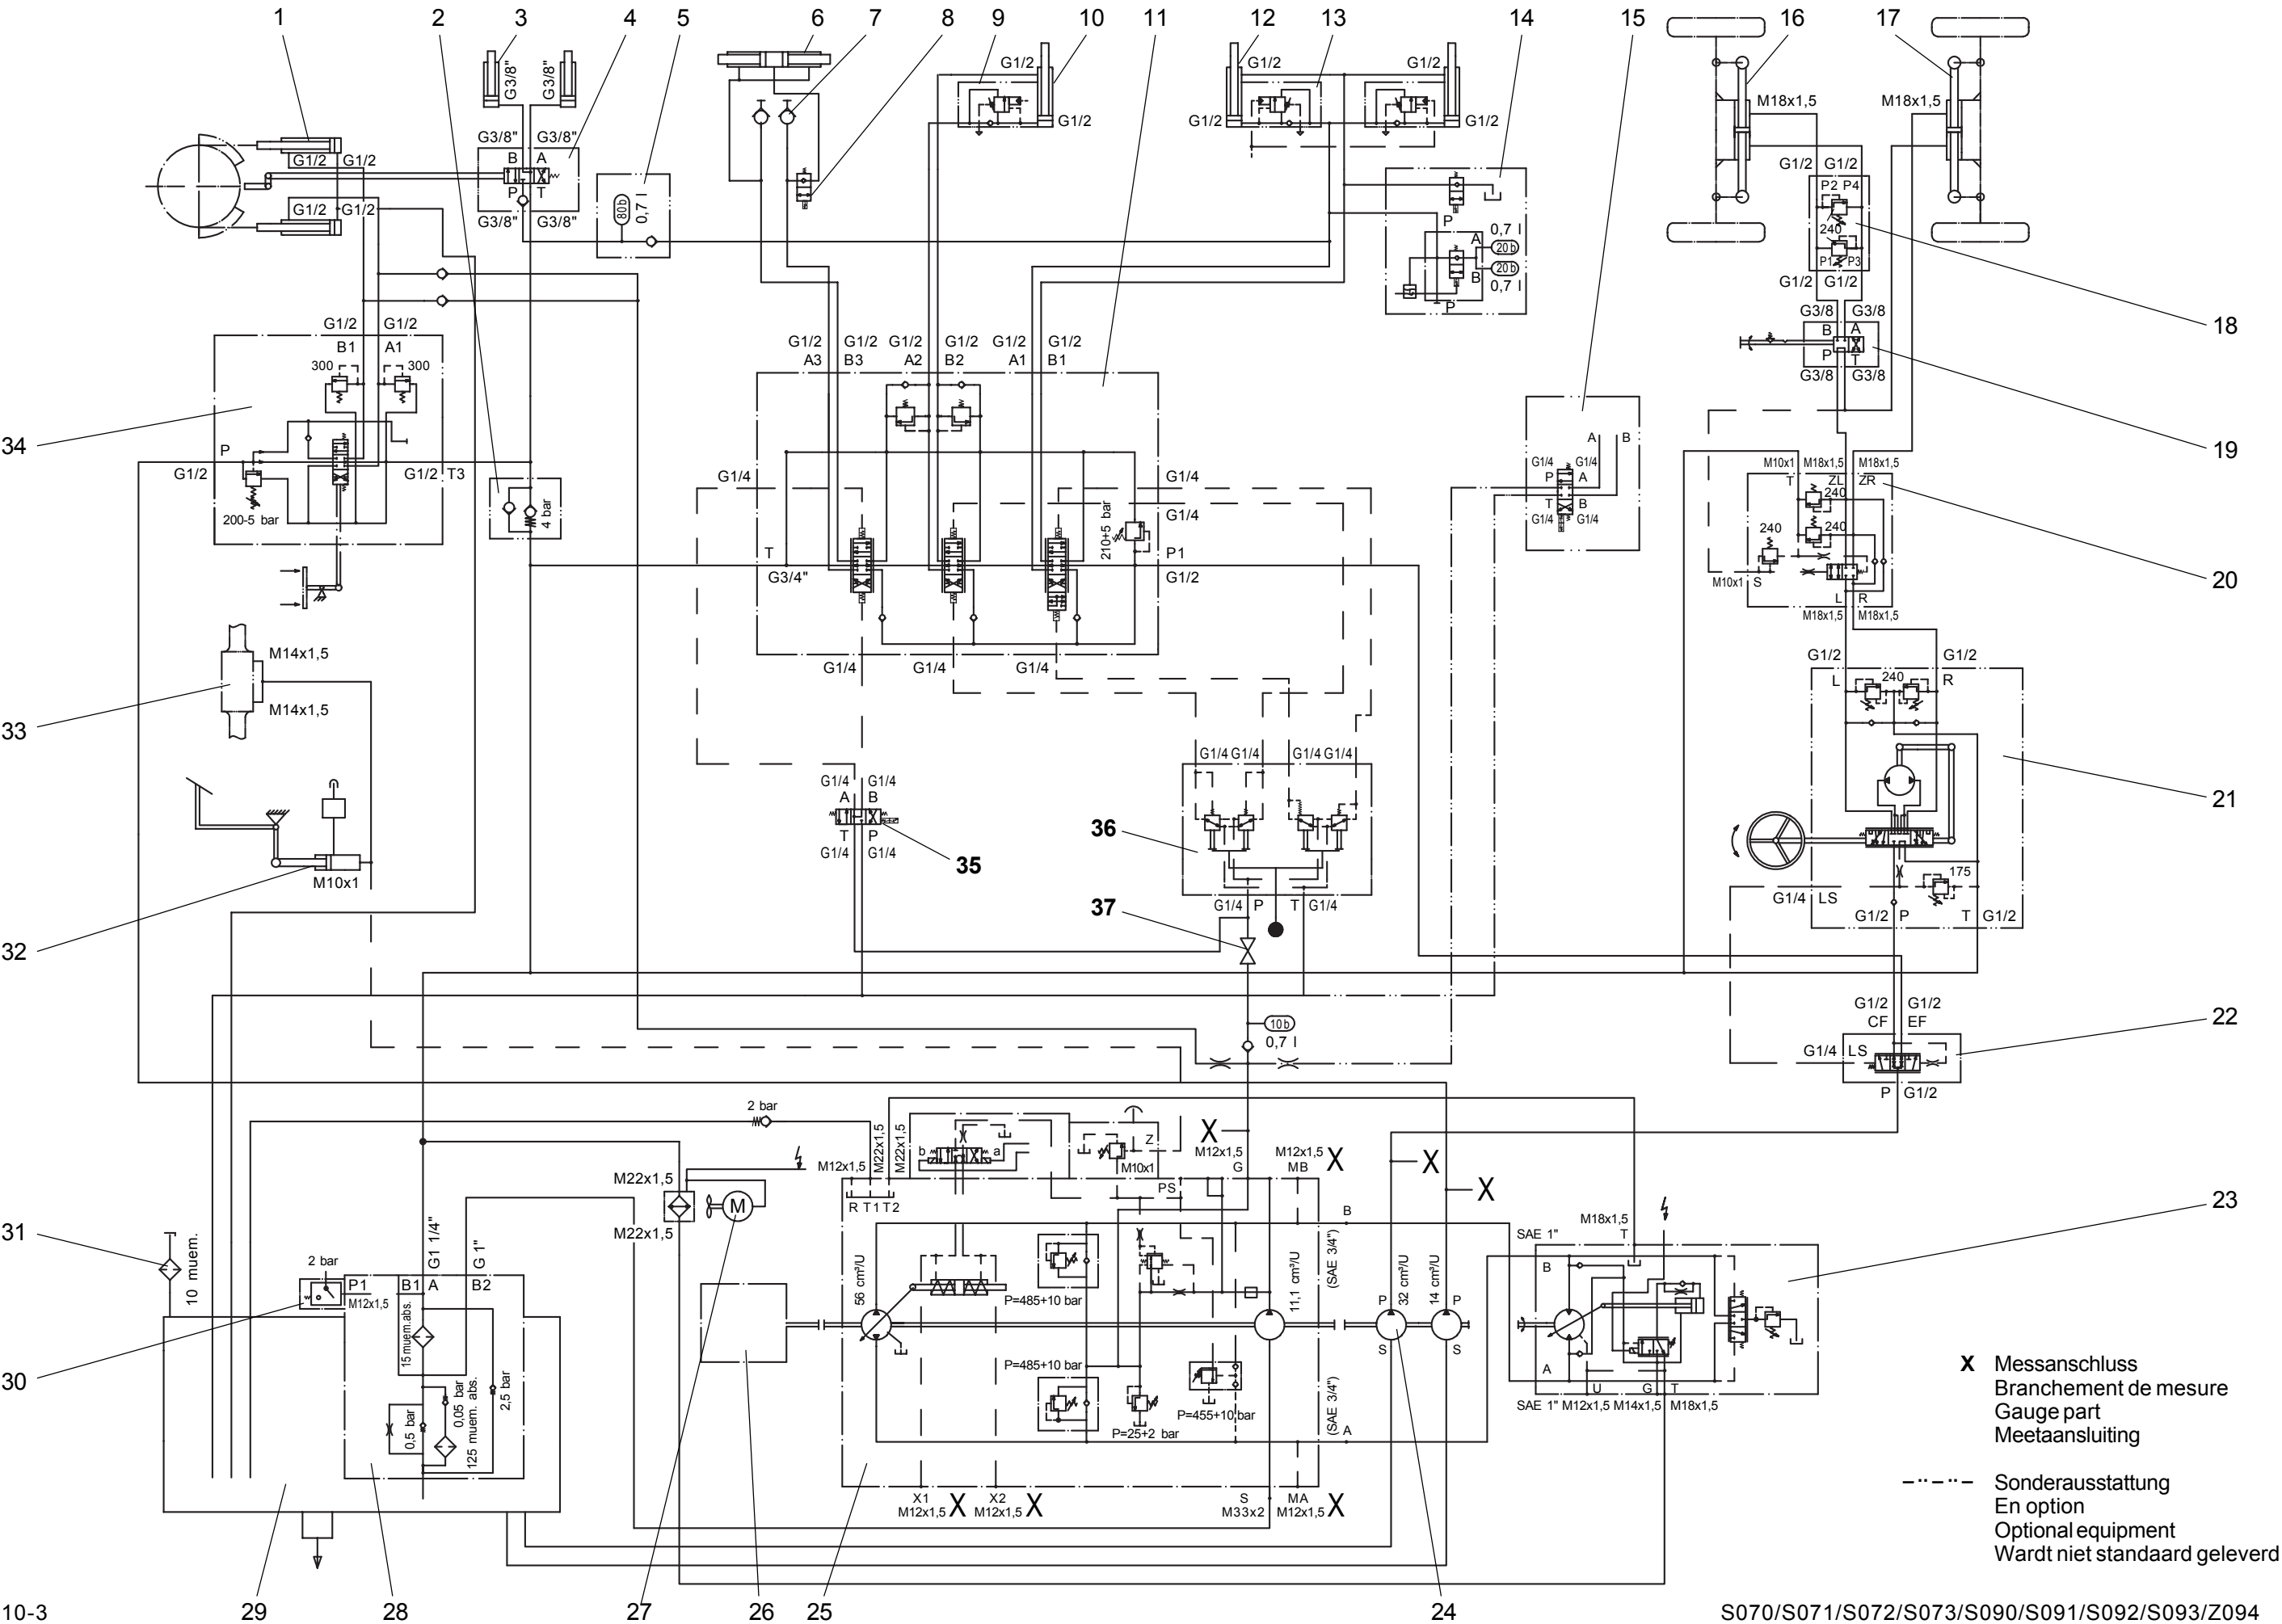 1 2 3 4 5 6 7 8 9 10 11 12 13 14 15 16 17
G3/8" G3/8"
G1/2 G1/2 G1/2
G1/2 G1/2 G1/2
M18x1,5 M18x1,5
G3/8" G3/8"
B A
G1/2 G1/2
P T
80b 0,7 l
G1/2 G1/2
G3/8" G3/8"
G1/2 G1/2
P2 P4
240
P1 P3
G1/2 G1/2
P
A 0,7 l
20b
20b
B 0,7 l
P
G3/8 G3/8
18
B A
P T
G3/8 G3/8
19
G1/2 G1/2
B1 A1
300 300
G1/2 G1/2 G1/2 G1/2 G1/2 G1/2
A3 B3 A2 B2 A1 B1
34
P
G1/2
G1/2 T3
200-5 bar
4 bar
G1/4
G1/4
G1/4
210+5 bar
T
G3/4"
P1
G1/2
G1/4 G1/4 G1/4
A B
G1/4 G1/4
P A
T B
G1/4 G1/4
M10x1 M18x1,5 M18x1,5
T ZL ZR
240
240 240
M10x1 S
L R
M18x1,5 M18x1,5
20
M14x1,5
M14x1,5
33
G1/2 G1/2
L 240 R
21
G1/4 G1/4 G1/4 G1/4
G1/4 G1/4
A B
T P
G1/4 G1/4
35
36
G1/4 P T G1/4
37
M10x1
32
175
G1/4 LS
G1/2 P T G1/2
G1/2 G1/2
CF EF
22
G1/4 LS
P G1/2
10b
0,7 l
2 bar
M12x1,5
M22x1,5
M22x1,5
b a
Z
M10x1
M12x1,5
G
X
M12x1,5
MB
X
X
X
R T1 T2
PS
M22x1,5
M
M22x1,5
31
10 muem.
2 bar
P1
M12x1,5
B1 A B2
G1 1/4"
G 1"
15 muem.abs.
0,5 bar
0,05 bar
125 muem. abs.
2,5 bar
30
56 cm³/U
P=485+10 bar
P=485+10 bar
P=25+2 bar
P=455+10 bar
11,1 cm³/U
B
(SAE 3/4")
(SAE 3/4")
A
P 32 cm³/U
S
14 cm³/U P
S
M18x1,5
SAE 1" T
B
A
U G T
SAE 1" M12x1,5 M14x1,5 M18x1,5
23
X1
M12x1,5 X
X2
M12x1,5 X
S
M33x2
MA
M12x1,5 X
X Messanschluss
Branchement de mesure
Gauge part
Meetaansluiting
Sonderausstattung
En option
Optional equipment
Wardt niet standaard geleverd
29 28 27 26 25 24
10-3
S070/S071/S072/S073/S090/S091/S092/S093/Z094